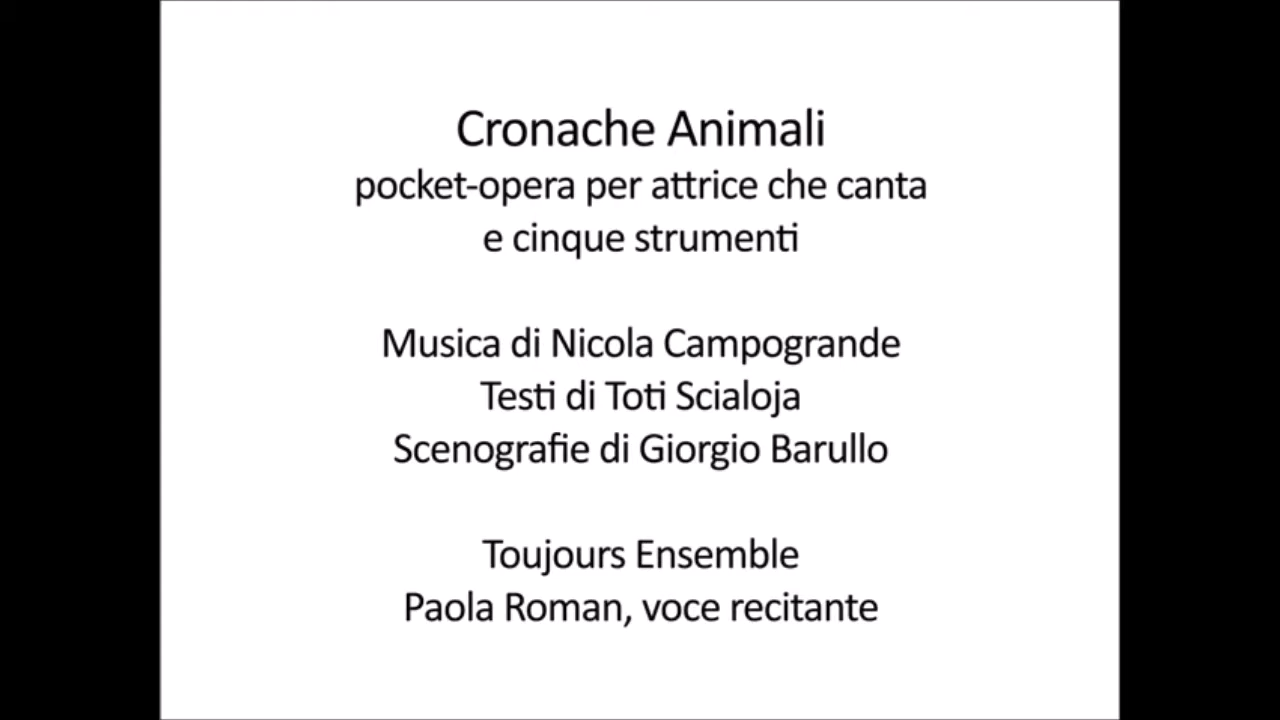 Cronache Animali
pocket-opera per attrice che canta
e cinque strumenti
Musica di Nicola Campogrande
Testi di Toti Scialoja
Scenografie di Giorgio Barullo
Toujours Ensemble
Paola Roman, voce recitante